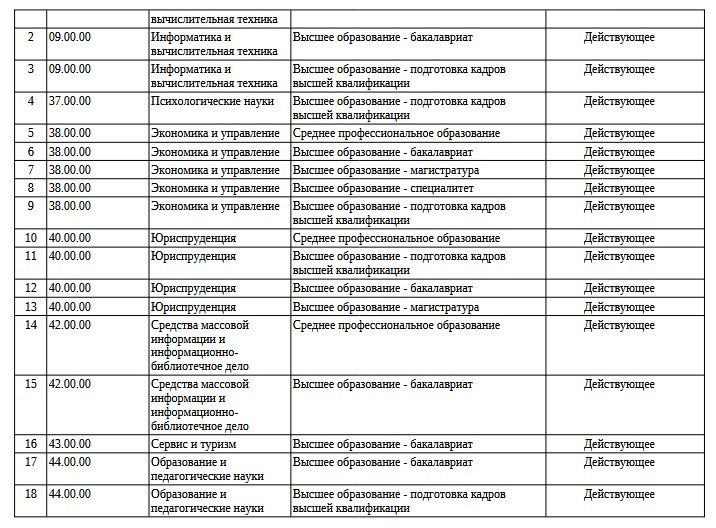 вычислительная техника
2 09.00.00 Информатика и Высшее образование - бакалавриат Действующее
вычислительная техника
3 09.00.00 Информатика и Высшее образование - подготовка кадров Действующее
вычислительная техника высшей квалификации
4 37.00.00 Психологические науки Высшее образование - подготовка кадров Действующее
высшей квалификации
5 38.00.00 Экономика и управление Среднее профессиональное образование Действующее
6 38.00.00 Экономика и управление Высшее образование - бакалавриат Действующее
7 38.00.00 Экономика и управление Высшее образование - магистратура Действующее
8 38.00.00 Экономика и управление Высшее образование - специалитет Действующее
9 38.00.00 Экономика и управление Высшее образование - подготовка кадров Действующее
высшей квалификации
10 40.00.00 Юриспруденция Среднее профессиональное образование Действующее
11 40.00.00 Юриспруденция Высшее образование - подготовка кадров Действующее
высшей квалификации
12 40.00.00 Юриспруденция Высшее образование - бакалавриат Действующее
13 40.00.00 Юриспруденция Высшее образование - магистратура Действующее
14 42.00.00 Средства массовой Среднее профессиональное образование Действующее
информации и
информационно-
библиотечное дело
15 42.00.00 Средства массовой Высшее образование - бакалавриат Действующее
информации и
информационно-
библиотечное дело
16 43.00.00 Сервис и туризм Высшее образование - бакалавриат Действующее
17 44.00.00 Образование и Высшее образование - бакалавриат Действующее
педагогические науки
18 44.00.00 Образование и Высшее образование - подготовка кадров Действующее
педагогические науки высшей квалификации